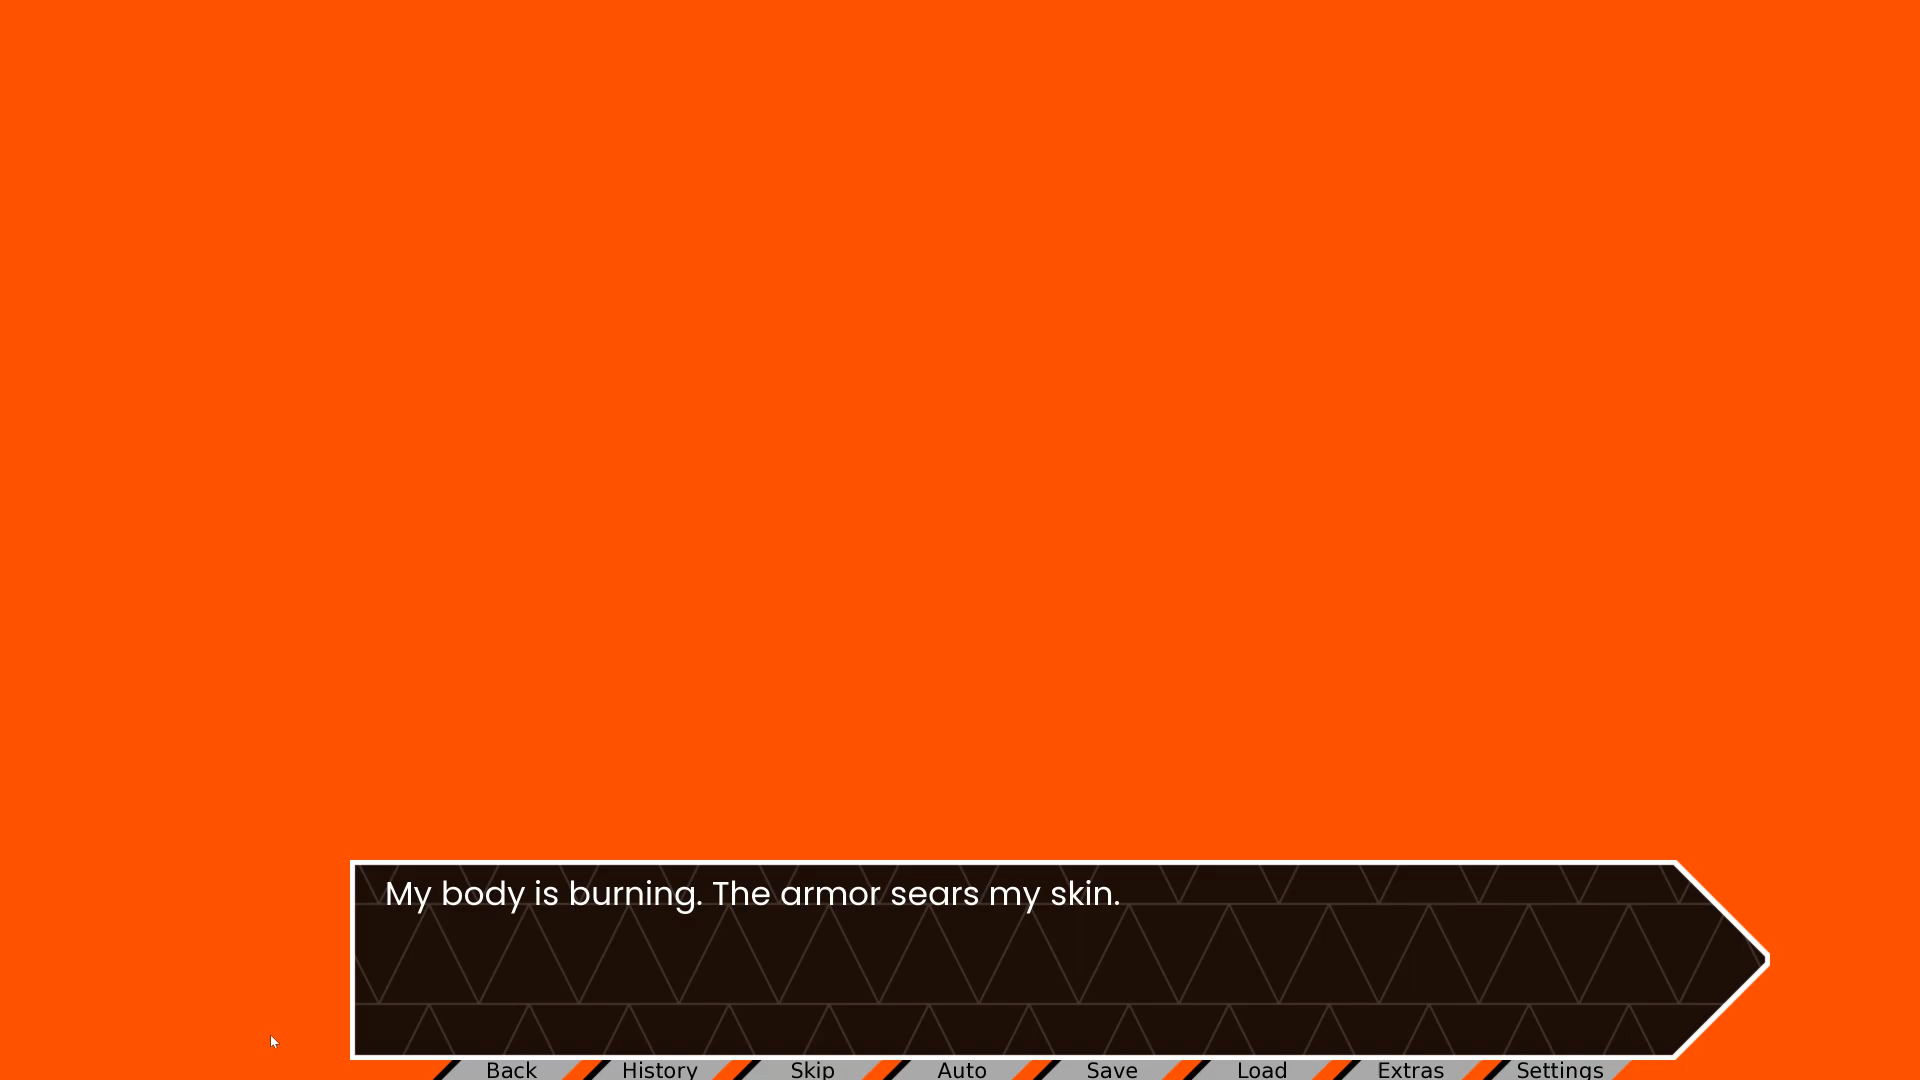 My body is burning. The armor sears my skin.
Back History Skip Auto Save Load Extras Settings